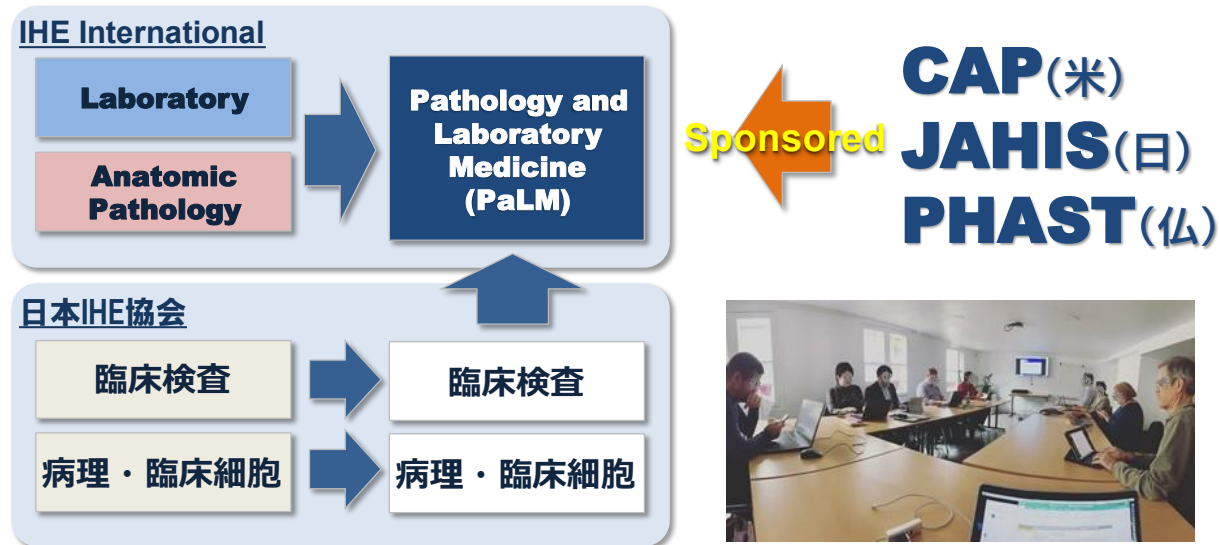 IHE International
Laboratory
Anatomic
Pathology
Pathology and
Laboratory
Medicine
(PaLM)
Sponsored
CAP(米)
JAHIS(日)
PHAST(仏)
日本IHE協会
臨床検査
臨床検査
病理・臨床細胞
病理・臨床細胞